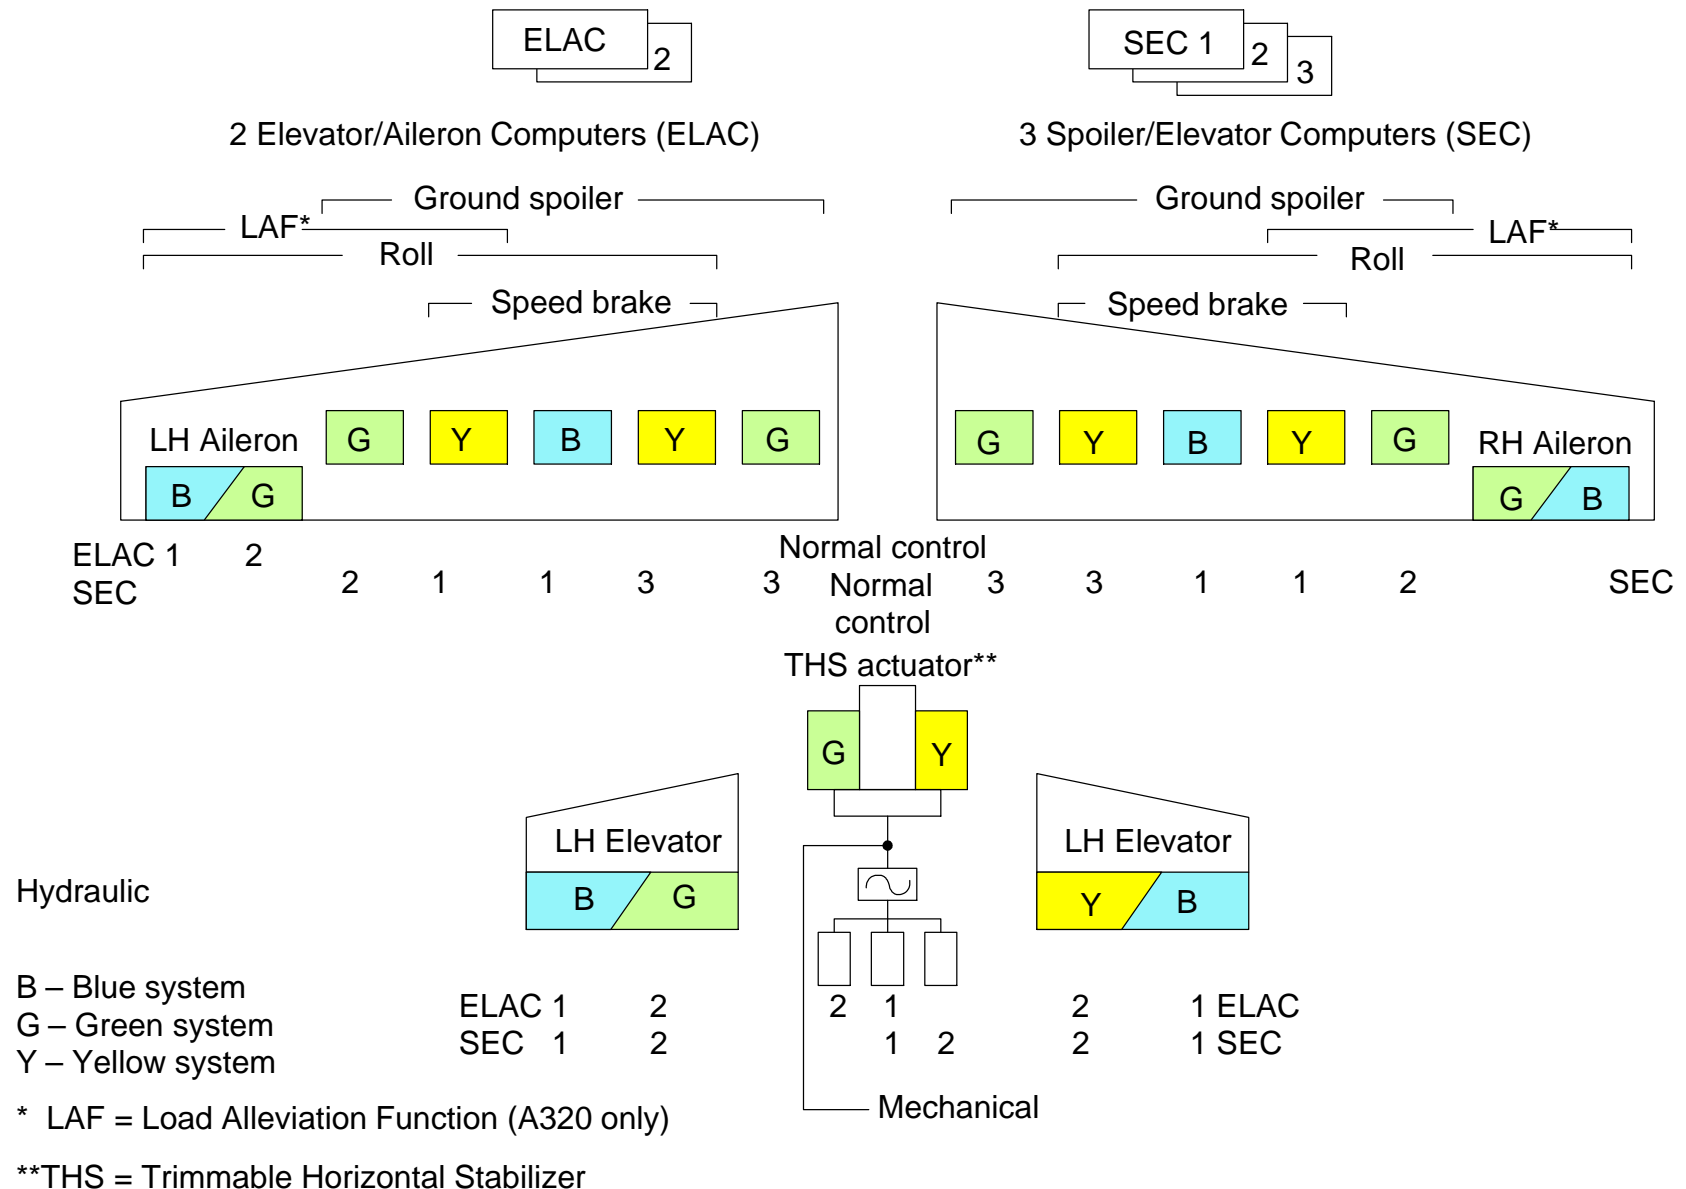 ELAC
2
SEC 1
2
3
2 Elevator/Aileron Computers (ELAC)
3 Spoiler/Elevator Computers (SEC)
Ground spoiler
Ground spoiler
LAF*
LAF*
Roll
Roll
Speed brake
Speed brake
LH Aileron
G Y B Y G
G Y B Y G
RH Aileron
B G
G B
ELAC 1 2
Normal control
SEC
2 1 1 3 3
Normal
control
3 3 1 1 2
SEC
THS actuator**
G Y
LH Elevator
LH Elevator
B G
Y B
Hydraulic
B – Blue system
G – Green system
Y – Yellow system
ELAC 1 2
2 1
2 1 ELAC
SEC 1 2
1 2
2 1 SEC
Mechanical
* LAF = Load Alleviation Function (A320 only)
**THS = Trimmable Horizontal Stabilizer